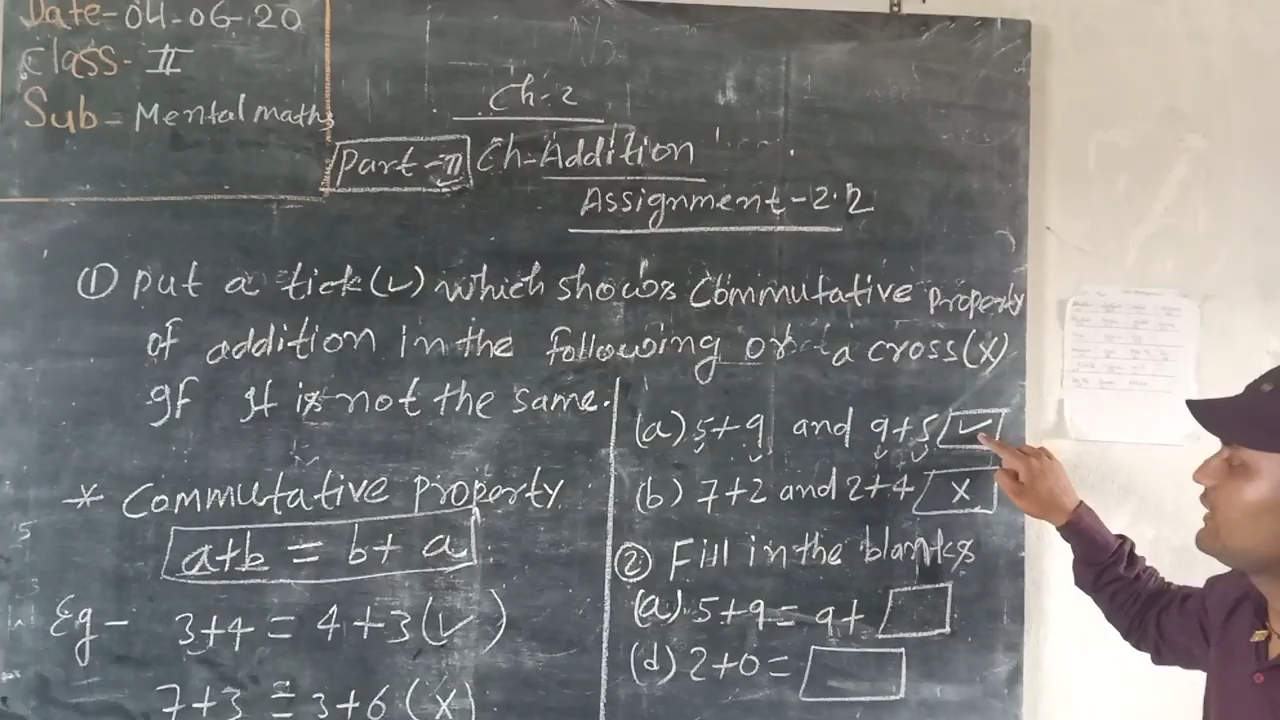 Date-04-06-20
Class-II
Sub-Mental maths
Ch-2
Part-II Ch-Addition
Assignment-2.2
① Put a tick(✓) which shows Commutative Property
of addition in the following or a cross(x)
If It is not the same.
* Commutative property
a+b = b+a
Eg- 3+4 = 4+3(✓)
7+3 = 3+6 (x)
(a) 5+9 and 9+5 ✓
(b) 7+2 and 2+4 x
② Fill in the blanks
(a) 5+9 = 9+
(d) 2+0 =